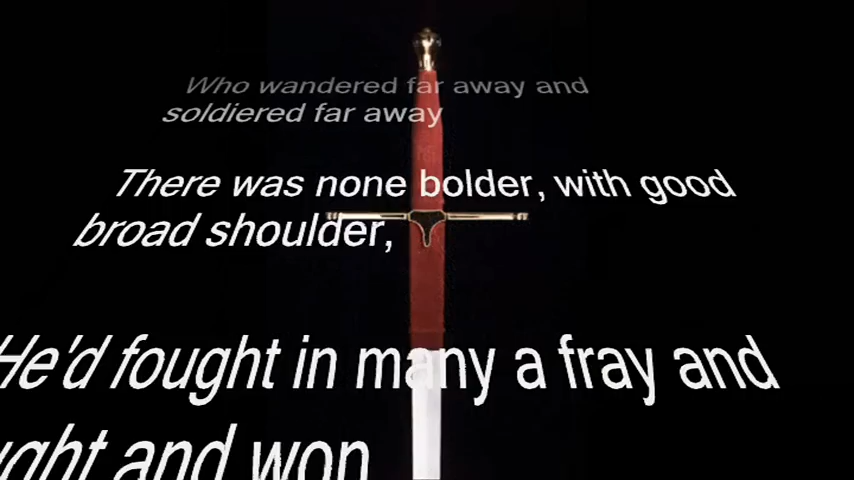 Who wandered far away and
soldiered far away
There was none bolder, with good
broad shoulder,
He'd fought in many a fray and
and won